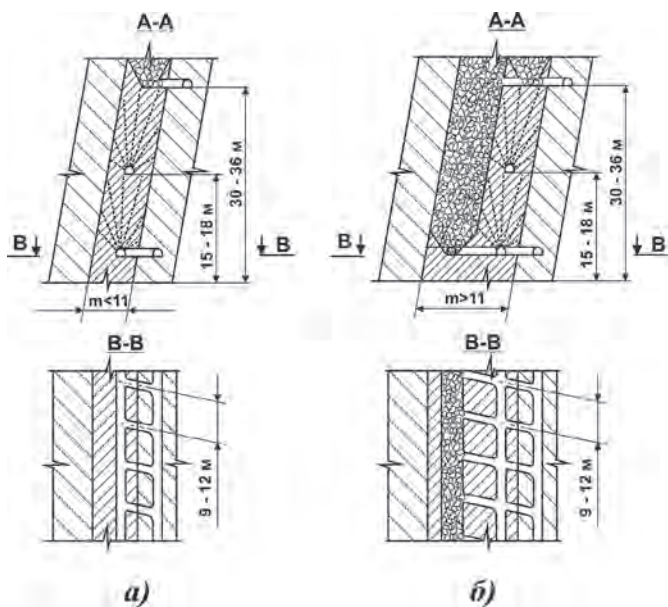 А-А
30 - 36 м
15 - 18 м
В
В
m<11
В-В
9 - 12 м
а)
А-А
30 - 36 м
15 - 18 м
В
В
m>11
В-В
9 - 12 м
б)